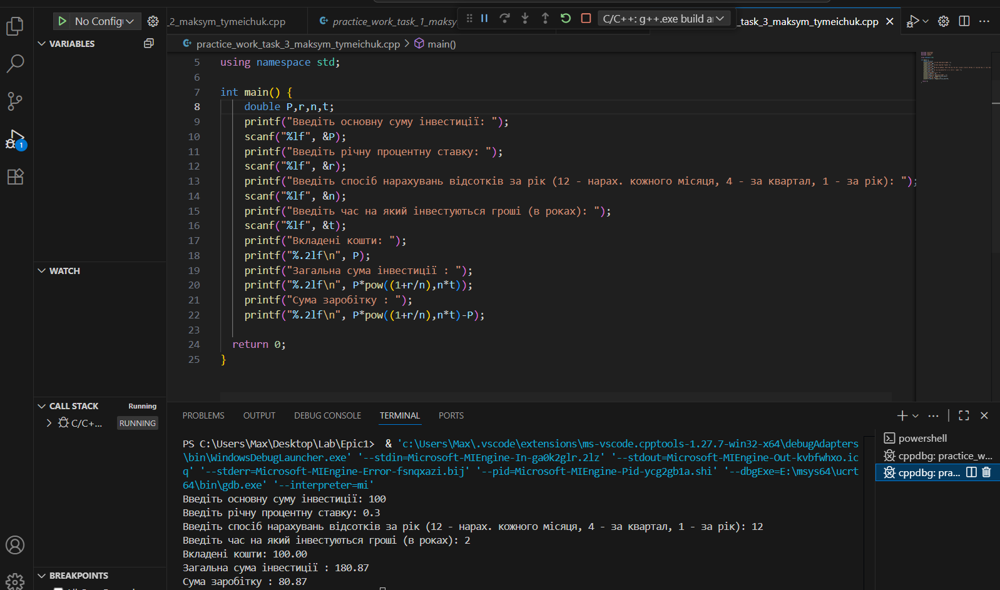 No Config
_2_maksym_tymeichuk.cpp
practice_work_task_1_maksy
C/C++: g++.exe build a
_task_3_maksym_tymeichuk.cpp
VARIABLES
practice_work_task_3_maksym_tymeichuk.cpp > main()
5 using namespace std;
6
7 int main() {
8 double P,r,n,t;
9 printf("Введіть основну суму інвестиції: ");
10 scanf("%lf", &P);
11 printf("Введіть річну процентну ставку: ");
12 scanf("%lf", &r);
13 printf("Введіть спосіб нарахувань відсотків за рік (12 - нарах. кожного місяця, 4 - за квартал, 1 - за рік): ");
14 scanf("%lf", &n);
15 printf("Введіть час на який інвестуються гроші (в роках): ");
16 scanf("%lf", &t);
17 printf("Вкладені кошти: ");
18 printf("%.2lf\n", P);
19 printf("Загальна сума інвестиції : ");
20 printf("%.2lf\n", P*pow((1+r/n),n*t));
21 printf("Сума заробітку : ");
22 printf("%.2lf\n", P*pow((1+r/n),n*t)-P);
23
24 return 0;
25 }
1
WATCH
CALL STACK Running
C/C+... RUNNING
BREAKPOINTS
PROBLEMS OUTPUT DEBUG CONSOLE TERMINAL PORTS
PS C:\Users\Max\Desktop\Lab\Epic1> & 'c:\Users\Max\.vscode\extensions\ms-vscode.cpptools-1.27.7-win32-x64\debugAdapters
\bin\WindowsDebugLauncher.exe' '--stdin=Microsoft-MIEngine-In-ga0k2glr.2lz' '--stdout=Microsoft-MIEngine-Out-kvbfwhxo.ic
q' '--stderr=Microsoft-MIEngine-Error-fsnqxazi.bij' '--pid=Microsoft-MIEngine-Pid-ycg2gb1a.shi' '--dbgExe=E:\msys64\ucrt
64\bin\gdb.exe' '--interpreter=mi'
Введіть основну суму інвестиції: 100
Введіть річну процентну ставку: 0.3
Введіть спосіб нарахувань відсотків за рік (12 - нарах. кожного місяця, 4 - за квартал, 1 - за рік): 12
Введіть час на який інвестуються гроші (в роках): 2
Вкладені кошти: 100.00
Загальна сума інвестиції : 180.87
Сума заробітку : 80.87
powershell
cppdbg: practice_w...
cppdbg: pra...